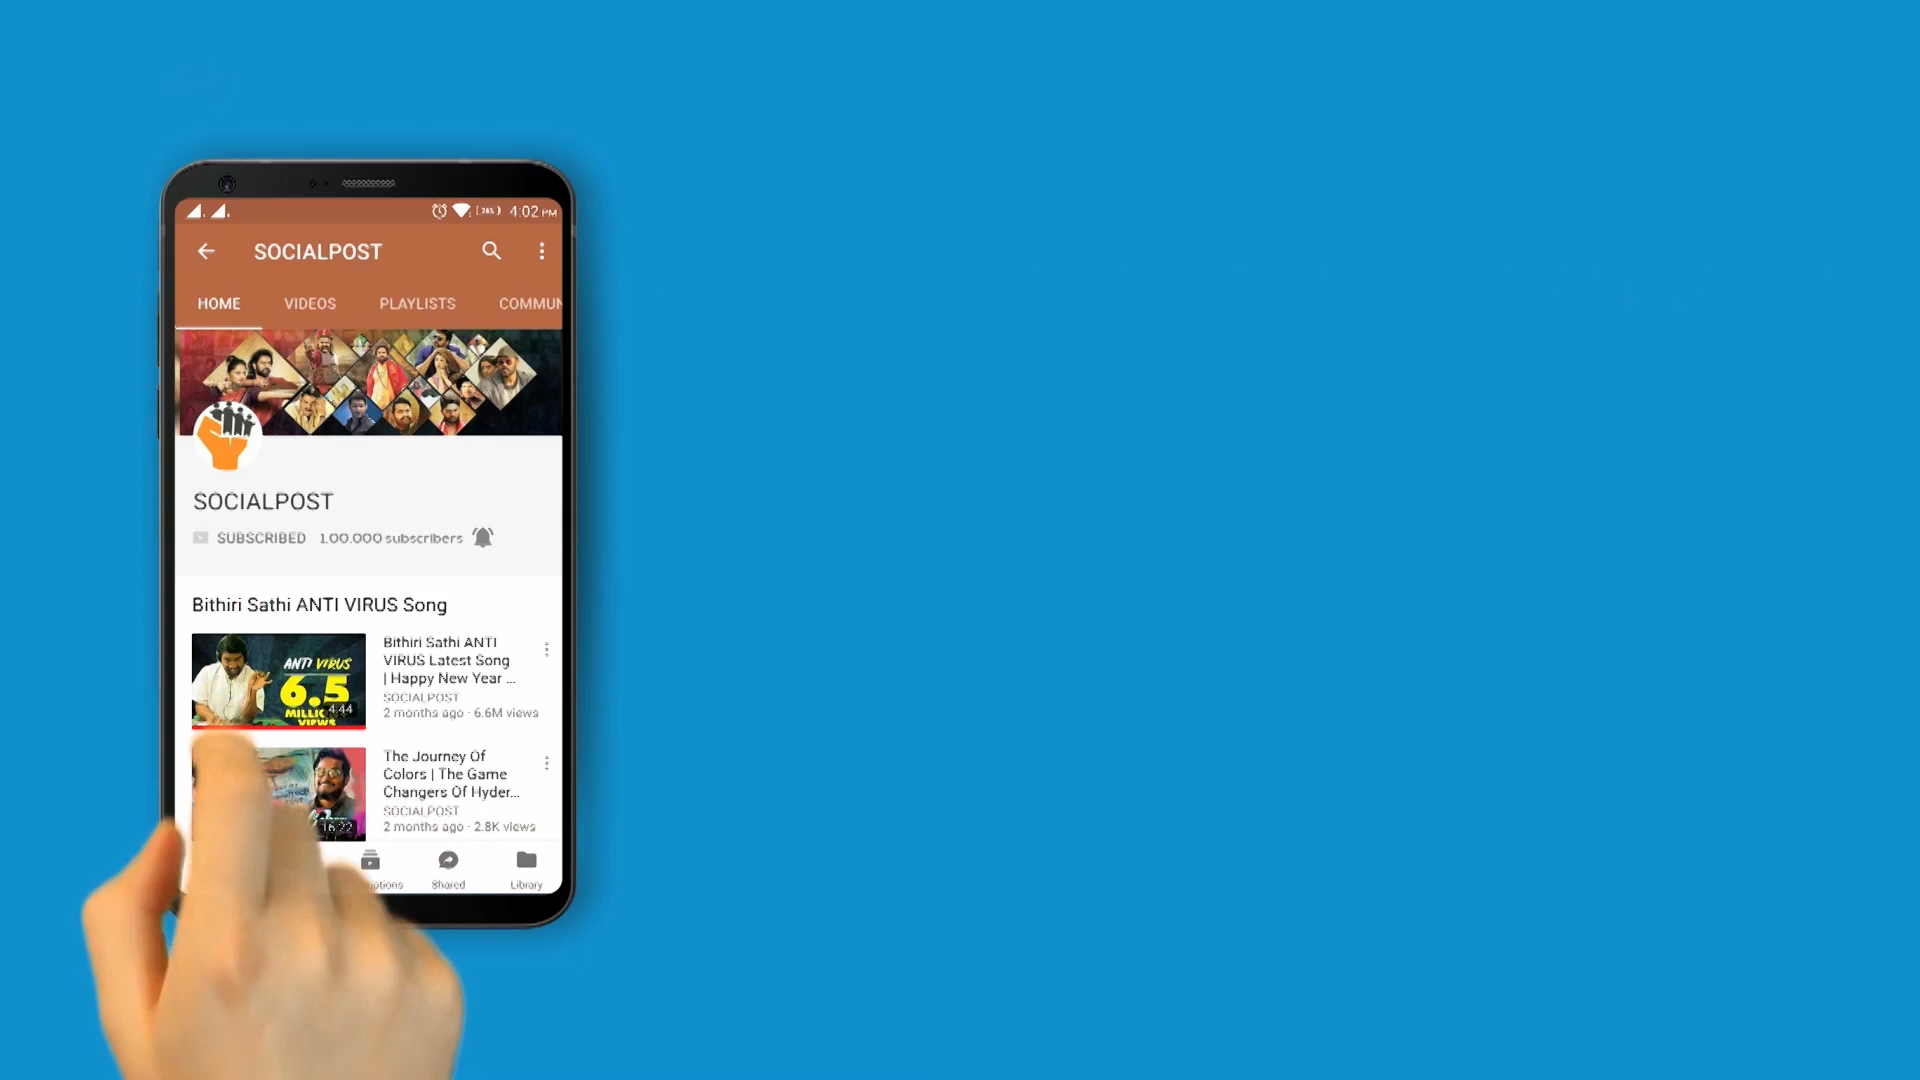 4:02 PM
SOCIALPOST
HOME VIDEOS PLAYLISTS COMMUN
SOCIALPOST
SUBSCRIBED 1,00,000 subscribers
Bithiri Sathi ANTI VIRUS Song
ANTI VIRUS
6.5
4:44
VIEWS
Bithiri Sathi ANTI
VIRUS Latest Song
| Happy New Year ...
SOCIALPOST
2 months ago · 6.6M views
16:22
The Journey Of
Colors | The Game
Changers Of Hyder...
SOCIALPOST
2 months ago · 2.8K views
Shared Library